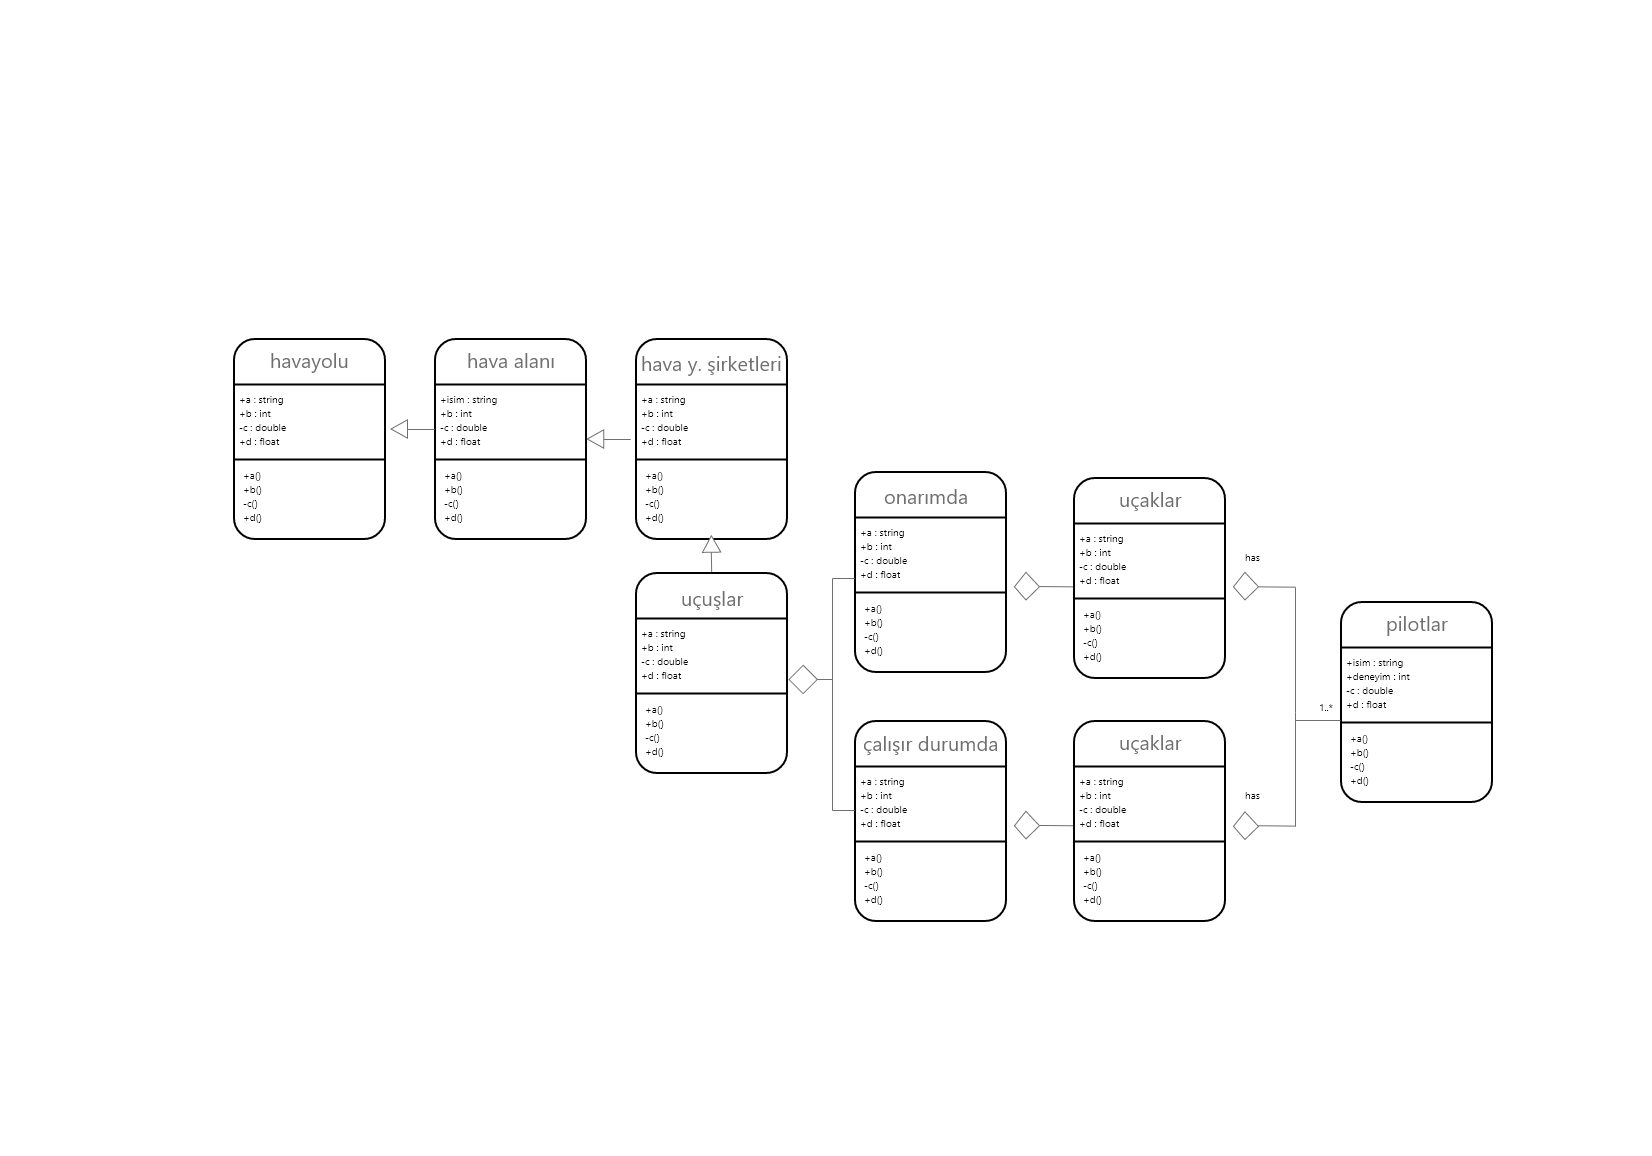 havayolu
+a : string
+b : int
-c : double
+d : float
+a()
+b()
-c()
+d()
hava alanı
+isim : string
+b : int
-c : double
+d : float
+a()
+b()
-c()
+d()
hava y. şirketleri
+a : string
+b : int
-c : double
+d : float
+a()
+b()
-c()
+d()
uçuşlar
+a : string
+b : int
-c : double
+d : float
+a()
+b()
-c()
+d()
onarımda
+a : string
+b : int
-c : double
+d : float
+a()
+b()
-c()
+d()
uçaklar
+a : string
+b : int
-c : double
+d : float
+a()
+b()
-c()
+d()
has
çalışır durumda
+a : string
+b : int
-c : double
+d : float
+a()
+b()
-c()
+d()
uçaklar
+a : string
+b : int
-c : double
+d : float
+a()
+b()
-c()
+d()
has
1..*
pilotlar
+isim : string
+deneyim : int
-c : double
+d : float
+a()
+b()
-c()
+d()